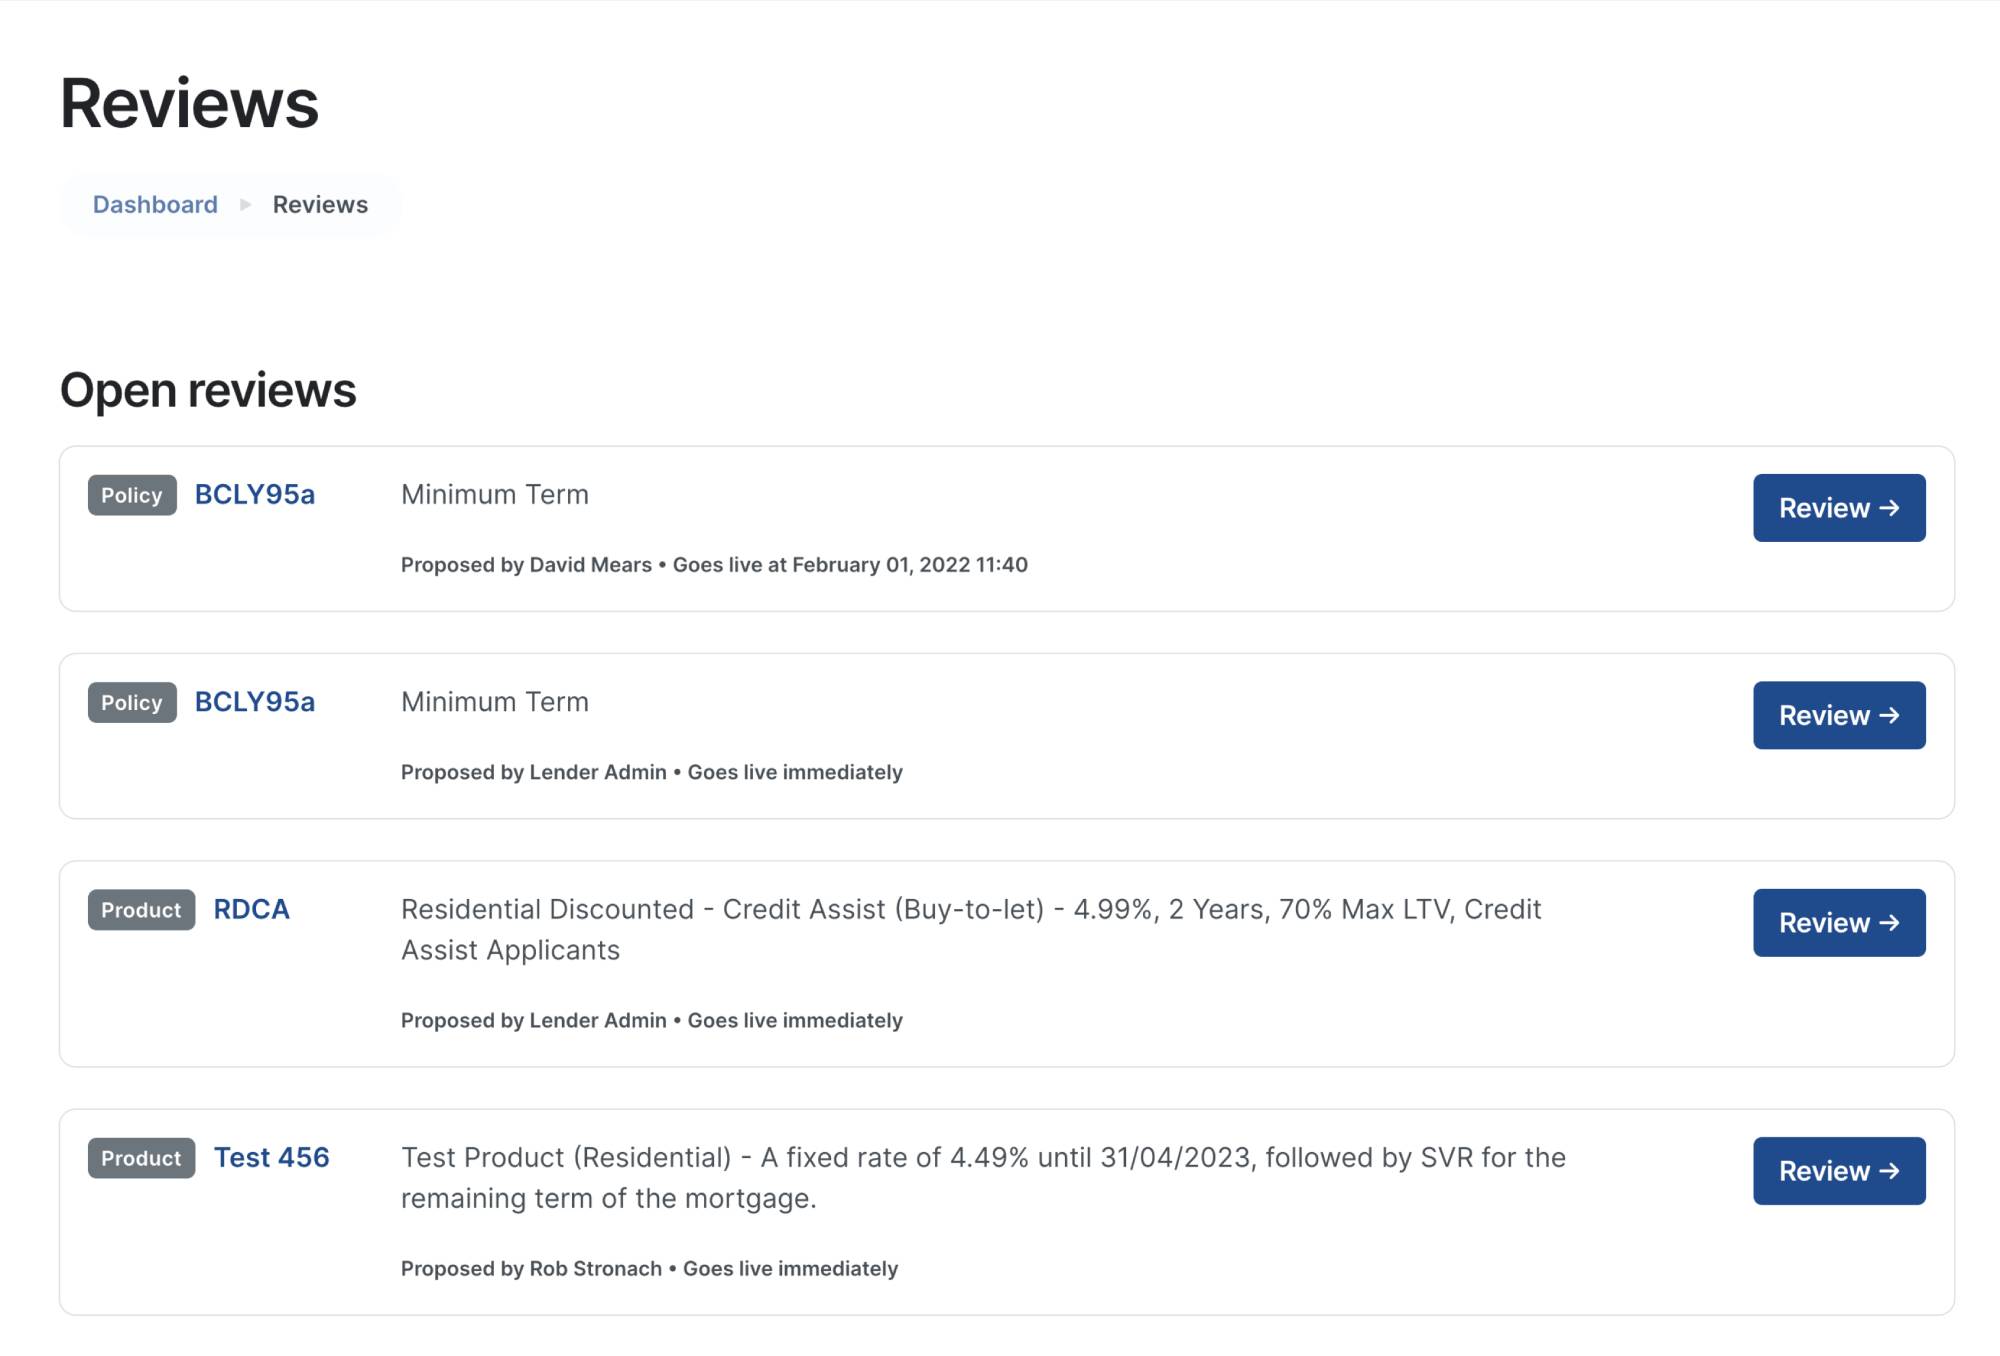 Reviews
Dashboard ▶ Reviews
Open reviews
Policy BCLY95a Minimum Term Review →
Proposed by David Mears • Goes live at February 01, 2022 11:40
Policy BCLY95a Minimum Term Review →
Proposed by Lender Admin • Goes live immediately
Product RDCA Residential Discounted - Credit Assist (Buy-to-let) - 4.99%, 2 Years, 70% Max LTV, Credit Review →
Assist Applicants
Proposed by Lender Admin • Goes live immediately
Product Test 456 Test Product (Residential) - A fixed rate of 4.49% until 31/04/2023, followed by SVR for the Review →
remaining term of the mortgage.
Proposed by Rob Stronach • Goes live immediately